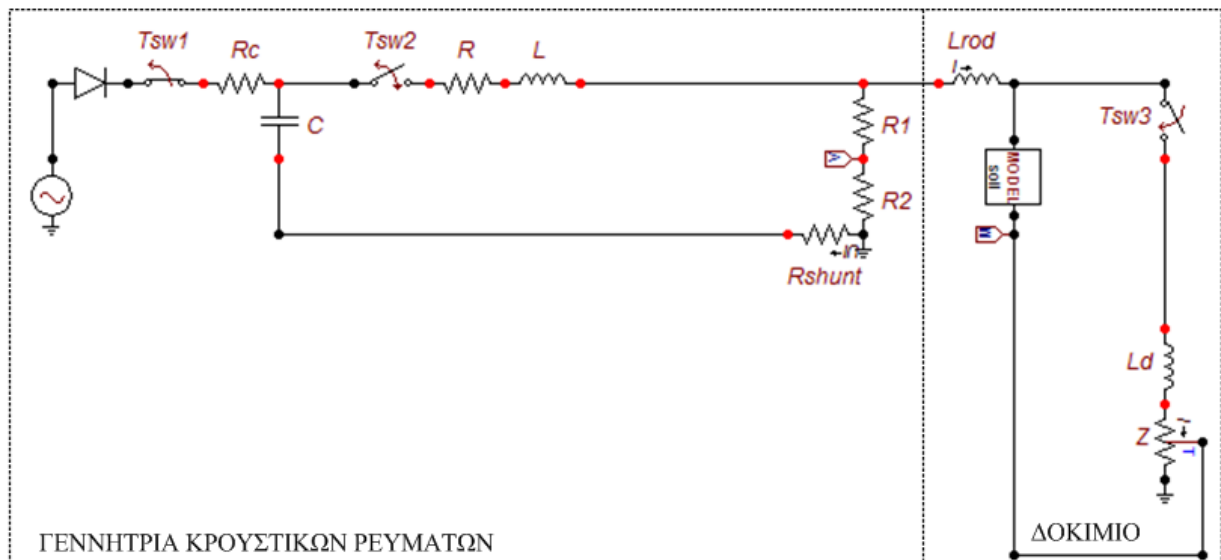 Tsw1
Rc
Tsw2
R
L
Lrod
I
C
R1
R2
Rshunt
MODEL
soil
Tsw3
Ld
Z
I
T
ΓΕΝΝΗΤΡΙΑ ΚΡΟΥΣΤΙΚΩΝ ΡΕΥΜΑΤΩΝ
ΔΟΚΙΜΙΟ